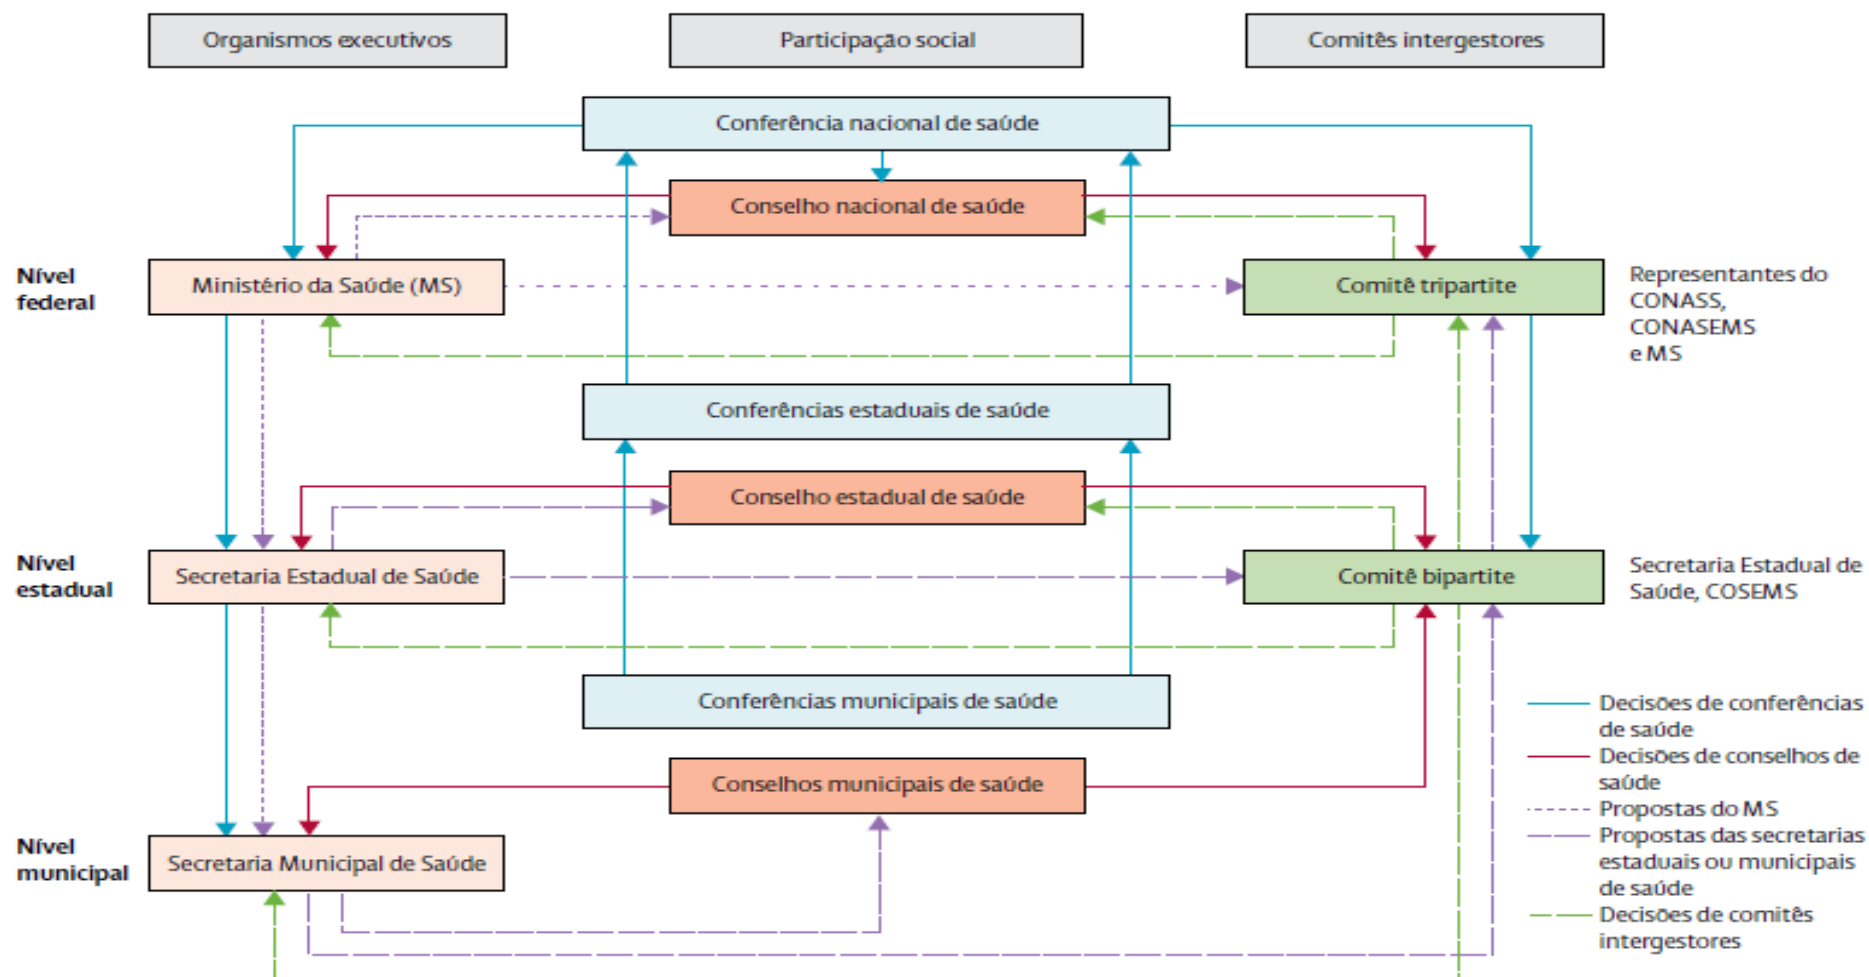 Organismos executivos
Participação social
Comitês intergestores
Conferência nacional de saúde
Conselho nacional de saúde
Nível
federal
Ministério da Saúde (MS)
Comitê tripartite
Representantes do
CONASS,
CONASEMS
e MS
Conferências estaduais de saúde
Conselho estadual de saúde
Nível
estadual
Secretaria Estadual de Saúde
Comitê bipartite
Secretaria Estadual de
Saúde, COSEMS
Conferências municipais de saúde
Conselhos municipais de saúde
Nível
municipal
Secretaria Municipal de Saúde
Decisões de conferências
de saúde
Decisões de conselhos de
saúde
Propostas do MS
Propostas das secretarias
estaduais ou municipais
de saúde
Decisões de comitês
intergestores